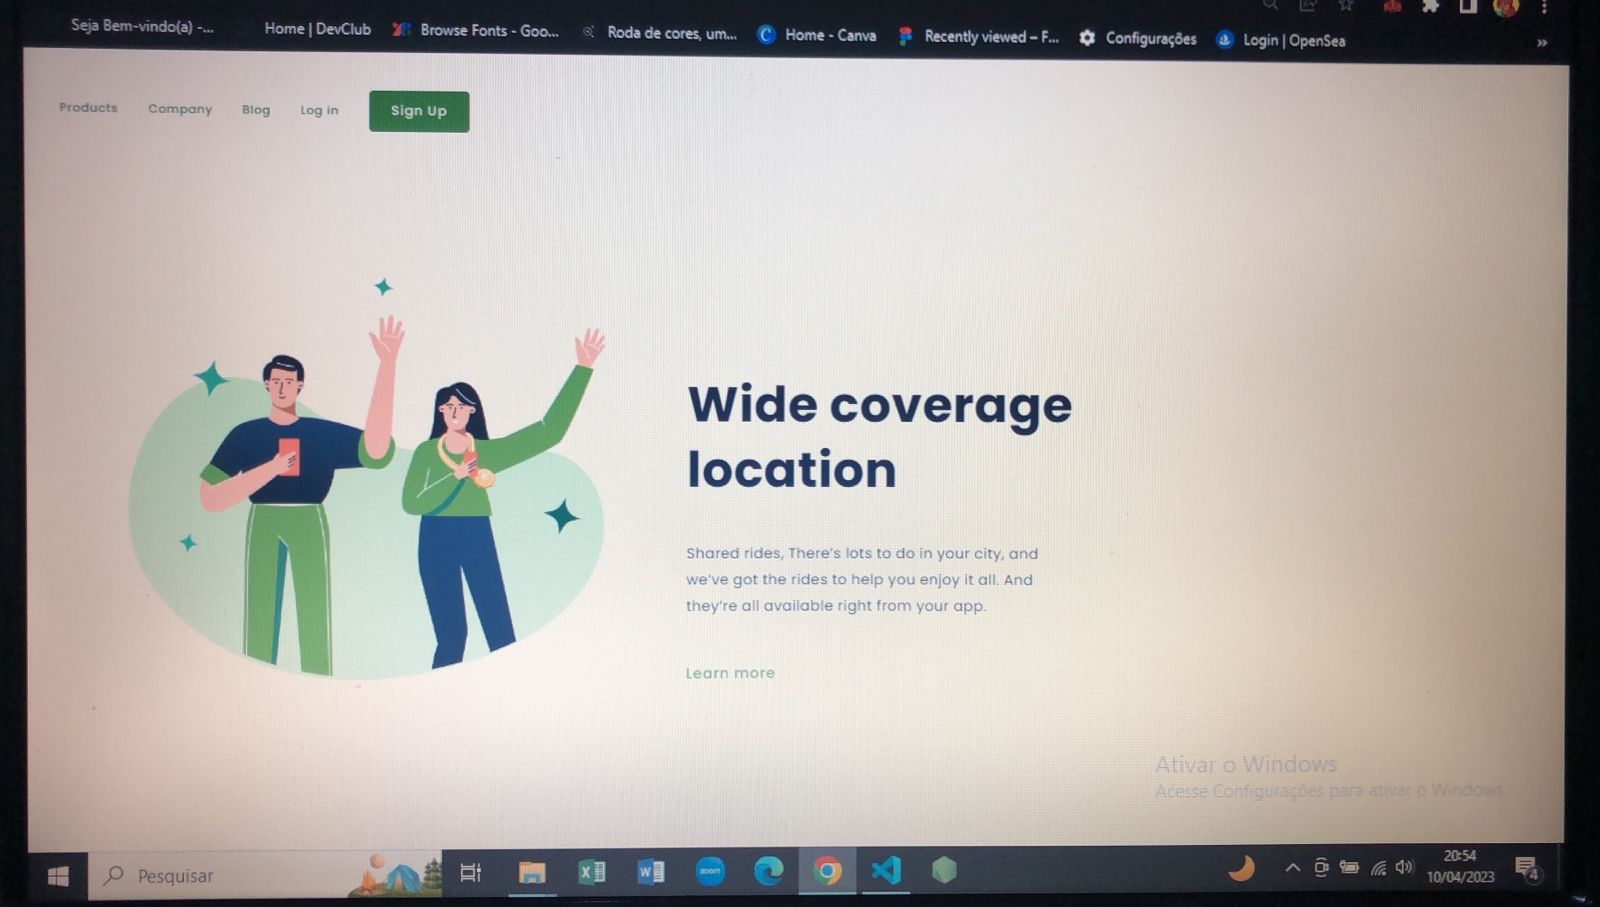 Seja Bem-vindo(a) -...
Home | DevClub
Browse Fonts - Goo...
Roda de cores, um...
Home - Canva
Recently viewed – F...
Configurações
Login | OpenSea
»
Products
Company
Blog
Log in
Sign Up
Wide coverage
location
Shared rides, There's lots to do in your city, and
we've got the rides to help you enjoy it all. And
they're all available right from your app.
Learn more
Ativar o Windows
Acesse Configurações para ativar o Windows.
Pesquisar
zoom
20:54
10/04/2023
4